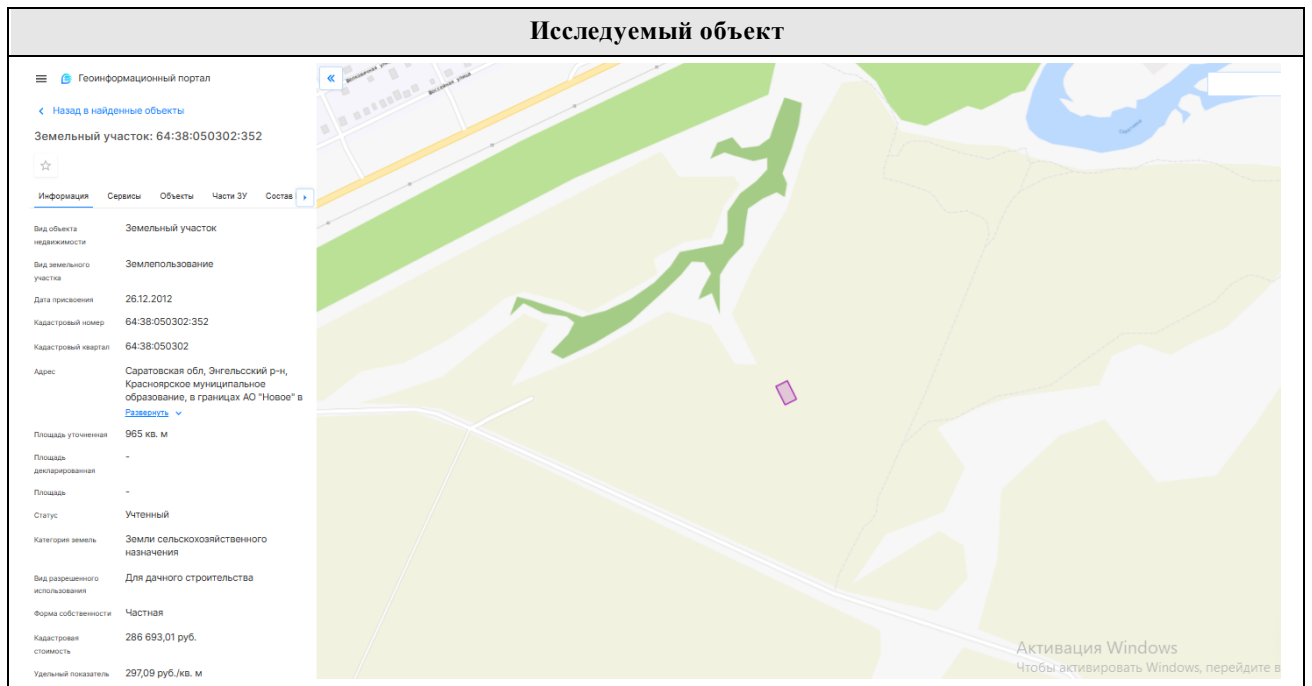 Исследуемый объект
Геоинформационный портал
Назад в найденные объекты
Земельный участок: 64:38:050302:352
Информация Сервисы Объекты Части ЗУ Состав
Вид объекта недвижимости
Земельный участок
Вид земельного участка
Землепользование
Дата присвоения
26.12.2012
Кадастровый номер
64:38:050302:352
Кадастровый квартал
64:38:050302
Адрес
Саратовская обл, Энгельсский р-н,
Красноярское муниципальное
образование, в границах АО "Новое" в
Развернуть
Площадь уточненная
965 кв. м
Площадь декларированная
-
Площадь
-
Статус
Учтенный
Категория земель
Земли сельскохозяйственного
назначения
Вид разрешенного использования
Для дачного строительства
Форма собственности
Частная
Кадастровая стоимость
286 693,01 руб.
Удельный показатель
297,09 руб./кв. м
улица
Активация Windows
Чтобы активировать Windows, перейдите в